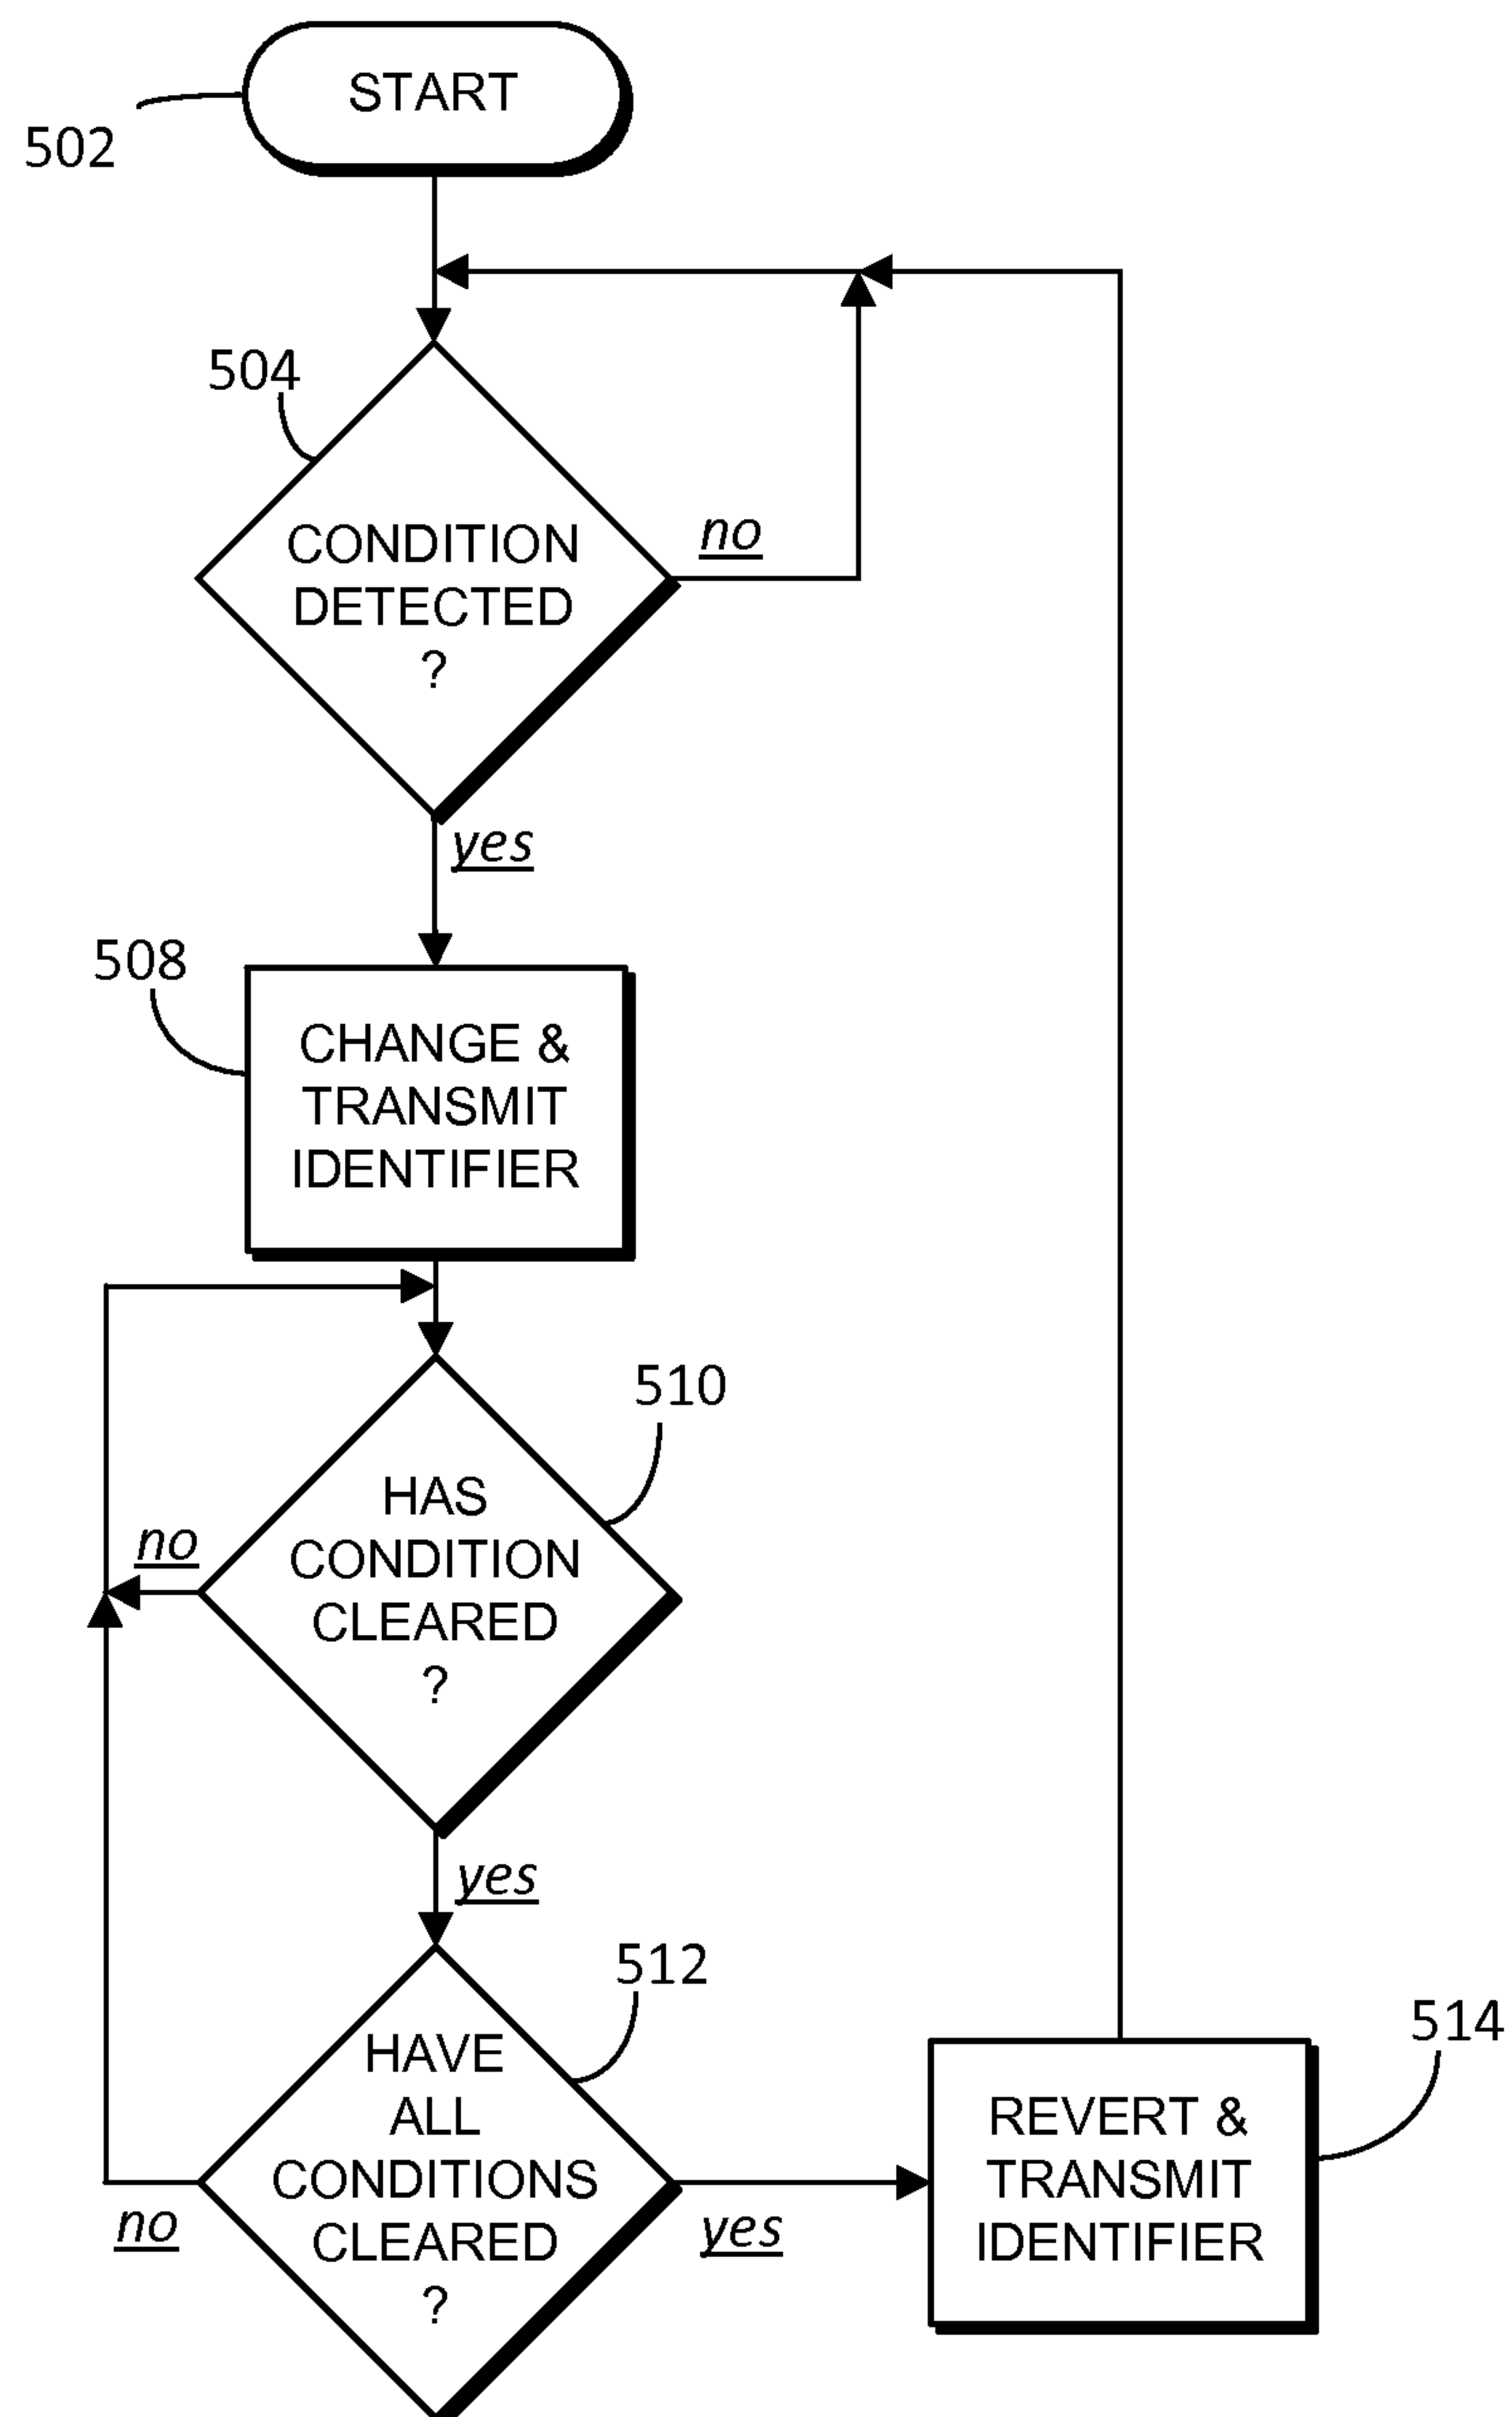 START
502
504
CONDITION
DETECTED
?
no
yes
508
CHANGE &
TRANSMIT
IDENTIFIER
510
HAS
CONDITION
CLEARED
?
no
yes
512
HAVE
ALL
CONDITIONS
CLEARED
?
no
yes
514
REVERT &
TRANSMIT
IDENTIFIER